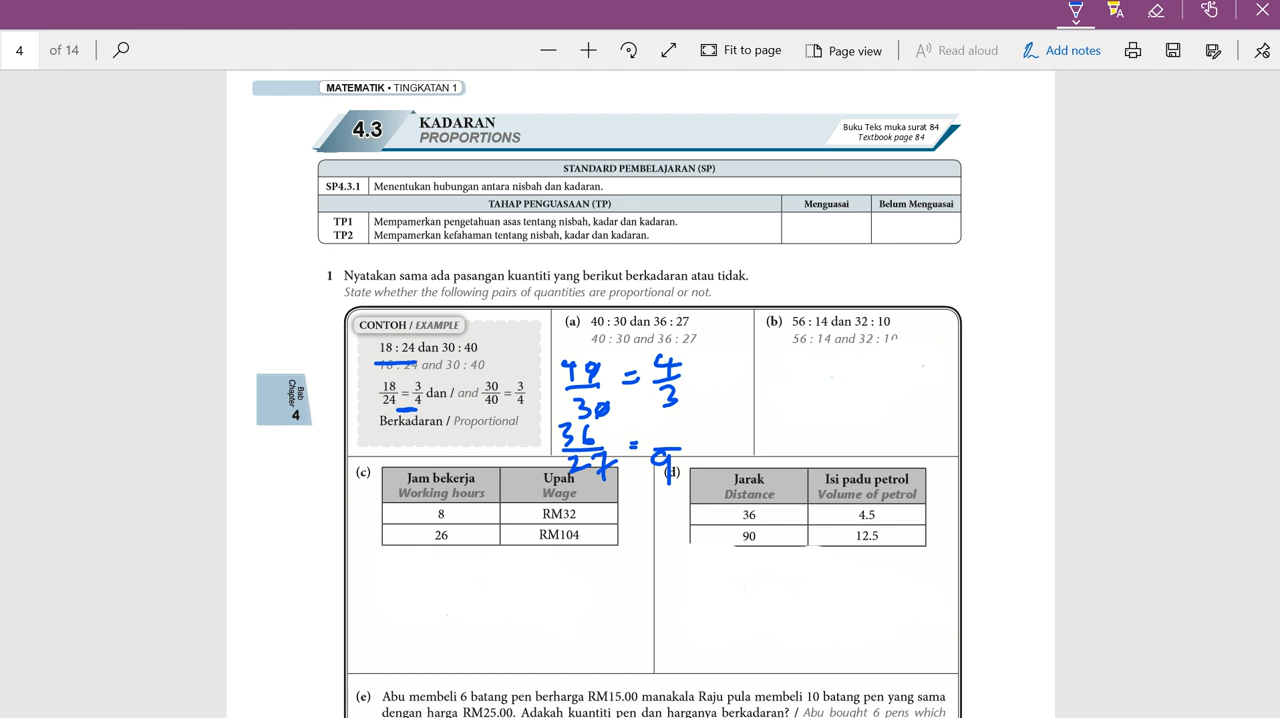 4 of 14 Fit to page Page view Read aloud Add notes
MATEMATIK • TINGKATAN 1
4.3 KADARAN
PROPORTIONS
Buku Teks muka surat 84
Textbook page 84
STANDARD PEMBELAJARAN (SP)
SP4.3.1 Menentukan hubungan antara nisbah dan kadaran.
TAHAP PENGUASAAN (TP) Menguasai Belum Menguasai
TP1 Mempamerkan pengetahuan asas tentang nisbah, kadar dan kadaran.
TP2 Mempamerkan kefahaman tentang nisbah, kadar dan kadaran.
1 Nyatakan sama ada pasangan kuantiti yang berikut berkadaran atau tidak.
State whether the following pairs of quantities are proportional or not.
CONTOH / EXAMPLE
18 : 24 dan 30 : 40
18 : 24 and 30 : 40
18/24 = 3/4 dan / and 30/40 = 3/4
Berkadaran / Proportional
(a) 40 : 30 dan 36 : 27
40 : 30 and 36 : 27
40/30 = 4/3
36/27 = /9
(b) 56 : 14 dan 32 : 10
56 : 14 and 32 : 10
Bab
Chapter
4
(c) Jam bekerja Upah
Working hours Wage
8 RM32
26 RM104
(d) Jarak Isi padu petrol
Distance Volume of petrol
36 4.5
90 12.5
(e) Abu membeli 6 batang pen berharga RM15.00 manakala Raju pula membeli 10 batang pen yang sama
dengan harga RM25.00. Adakah kuantiti pen dan harganya berkadaran? / Abu bought 6 pens which